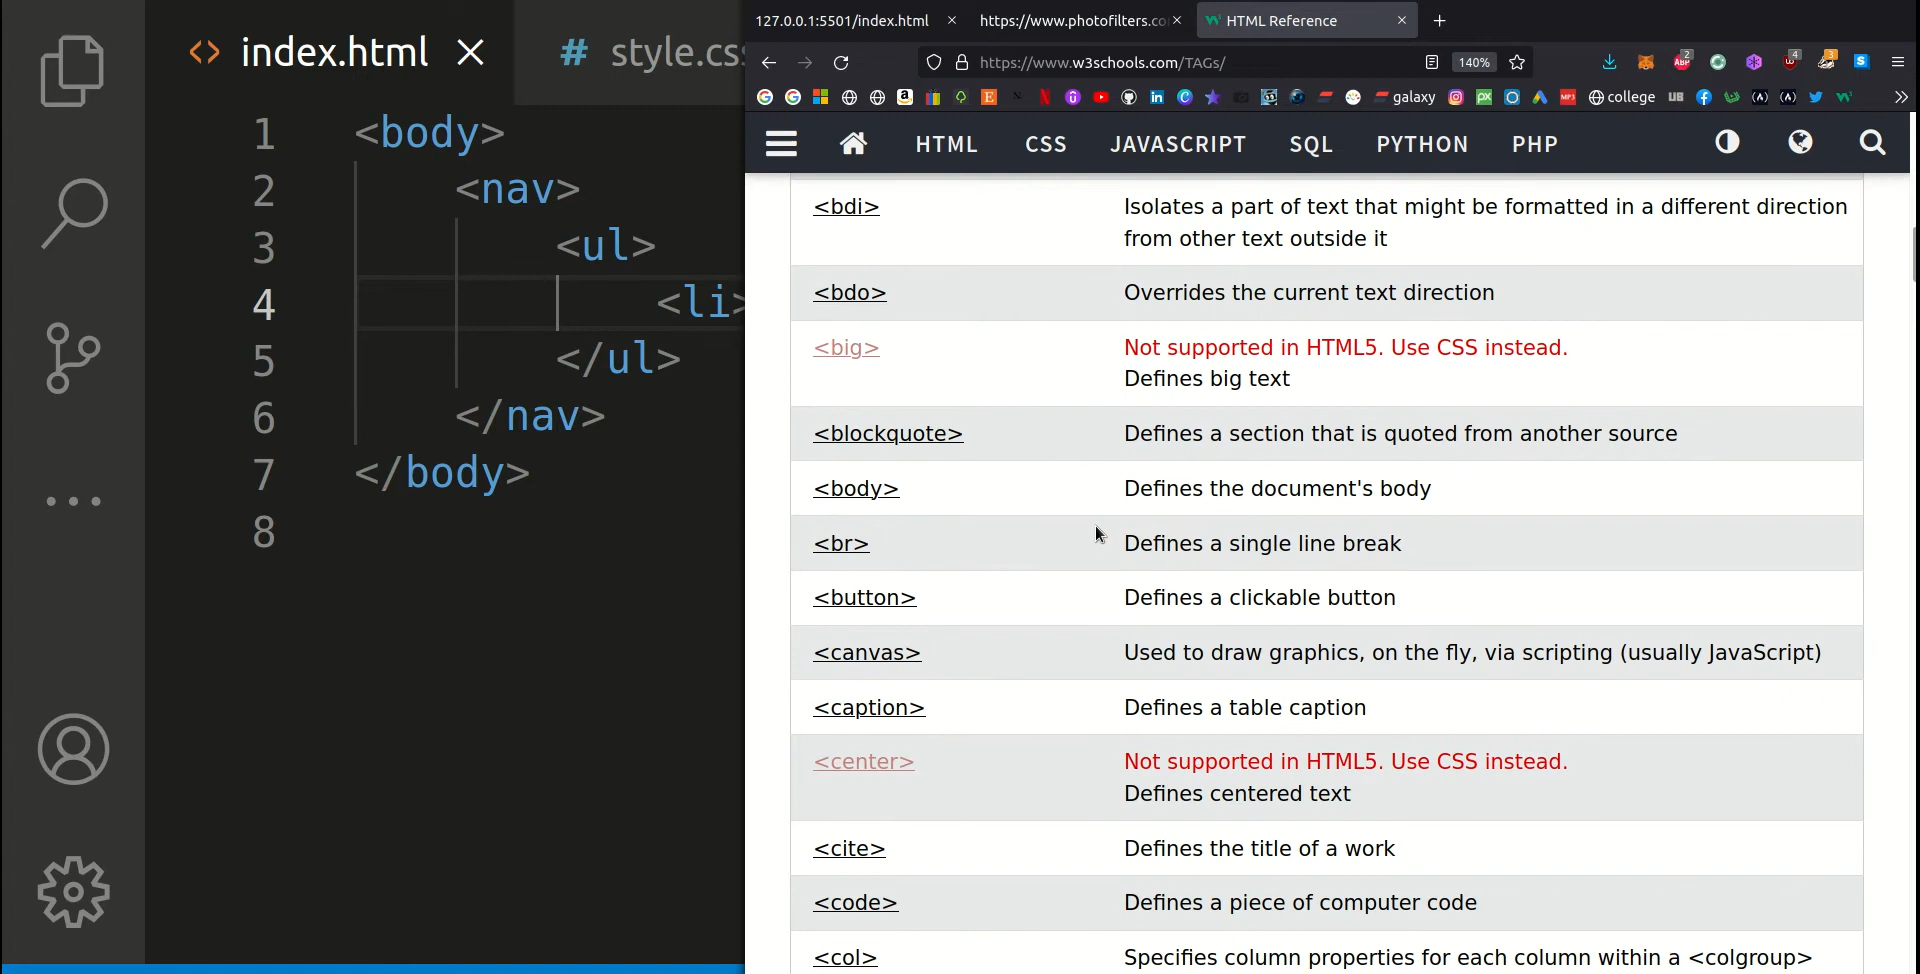 index.html
style.cs
1 <body>
2 <nav>
3 <ul>
4 <li>
5 </ul>
6 </nav>
7 </body>
8
127.0.0.1:5501/index.html
https://www.photofilters.co
HTML Reference
https://www.w3schools.com/TAGs/
140%
2
4
3
galaxy
college
HTML CSS JAVASCRIPT SQL PYTHON PHP
<bdi> Isolates a part of text that might be formatted in a different direction
from other text outside it
<bdo> Overrides the current text direction
<big> Not supported in HTML5. Use CSS instead.
Defines big text
<blockquote> Defines a section that is quoted from another source
<body> Defines the document's body
<br> Defines a single line break
<button> Defines a clickable button
<canvas> Used to draw graphics, on the fly, via scripting (usually JavaScript)
<caption> Defines a table caption
<center> Not supported in HTML5. Use CSS instead.
Defines centered text
<cite> Defines the title of a work
<code> Defines a piece of computer code
<col> Specifies column properties for each column within a <colgroup>